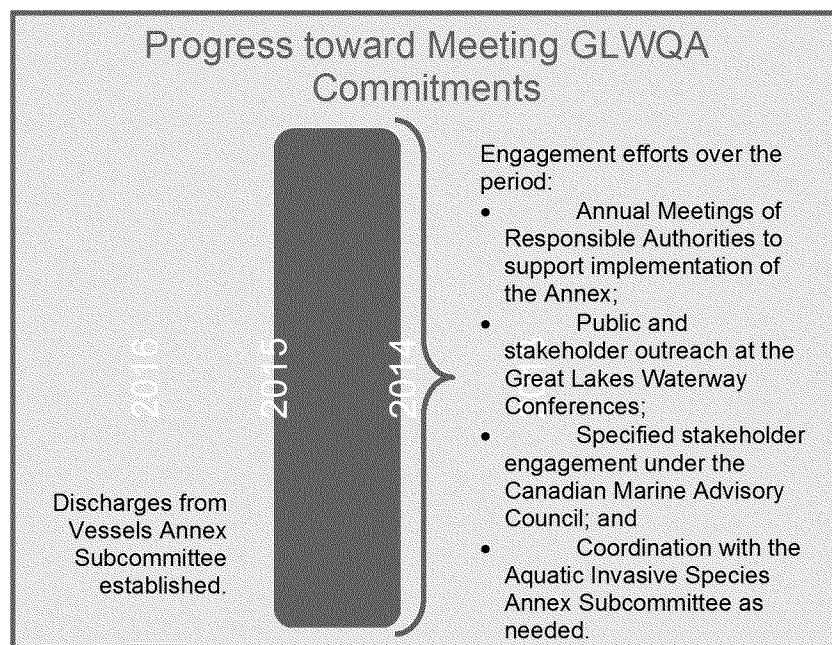 Progress toward Meeting GLWQA
Commitments
Engagement efforts over the
period:
• Annual Meetings of
Responsible Authorities to
support implementation of
the Annex;
• Public and
stakeholder outreach at the
Great Lakes Waterway
Conferences;
• Specified stakeholder
engagement under the
Canadian Marine Advisory
Council; and
• Coordination with the
Aquatic Invasive Species
Annex Subcommittee as
needed.
2016
2015
2014
Discharges from
Vessels Annex
Subcommittee
established.